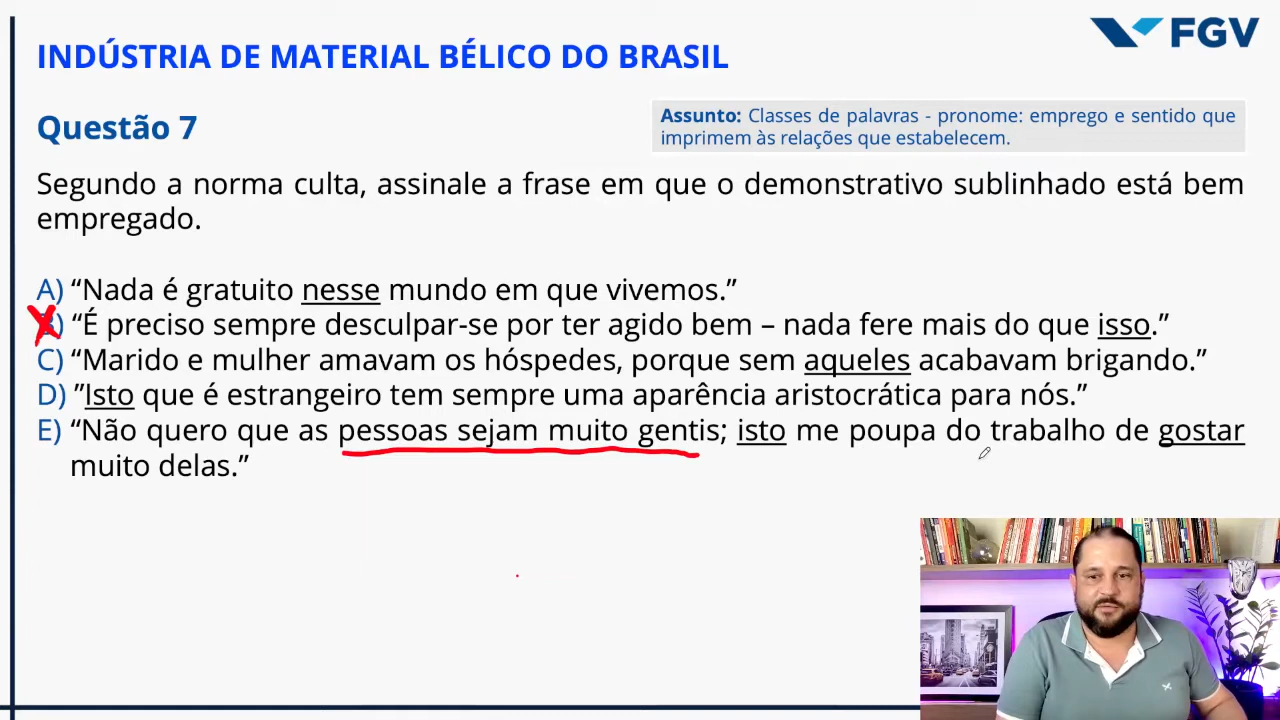 FGV
INDÚSTRIA DE MATERIAL BÉLICO DO BRASIL
Questão 7
Assunto: Classes de palavras - pronome: emprego e sentido que
imprimem às relações que estabelecem.
Segundo a norma culta, assinale a frase em que o demonstrativo sublinhado está bem
empregado.
A) “Nada é gratuito nesse mundo em que vivemos.”
B) “É preciso sempre desculpar-se por ter agido bem – nada fere mais do que isso.”
C) “Marido e mulher amavam os hóspedes, porque sem aqueles acabavam brigando.”
D) ”Isto que é estrangeiro tem sempre uma aparência aristocrática para nós.”
E) “Não quero que as pessoas sejam muito gentis; isto me poupa do trabalho de gostar
muito delas.”